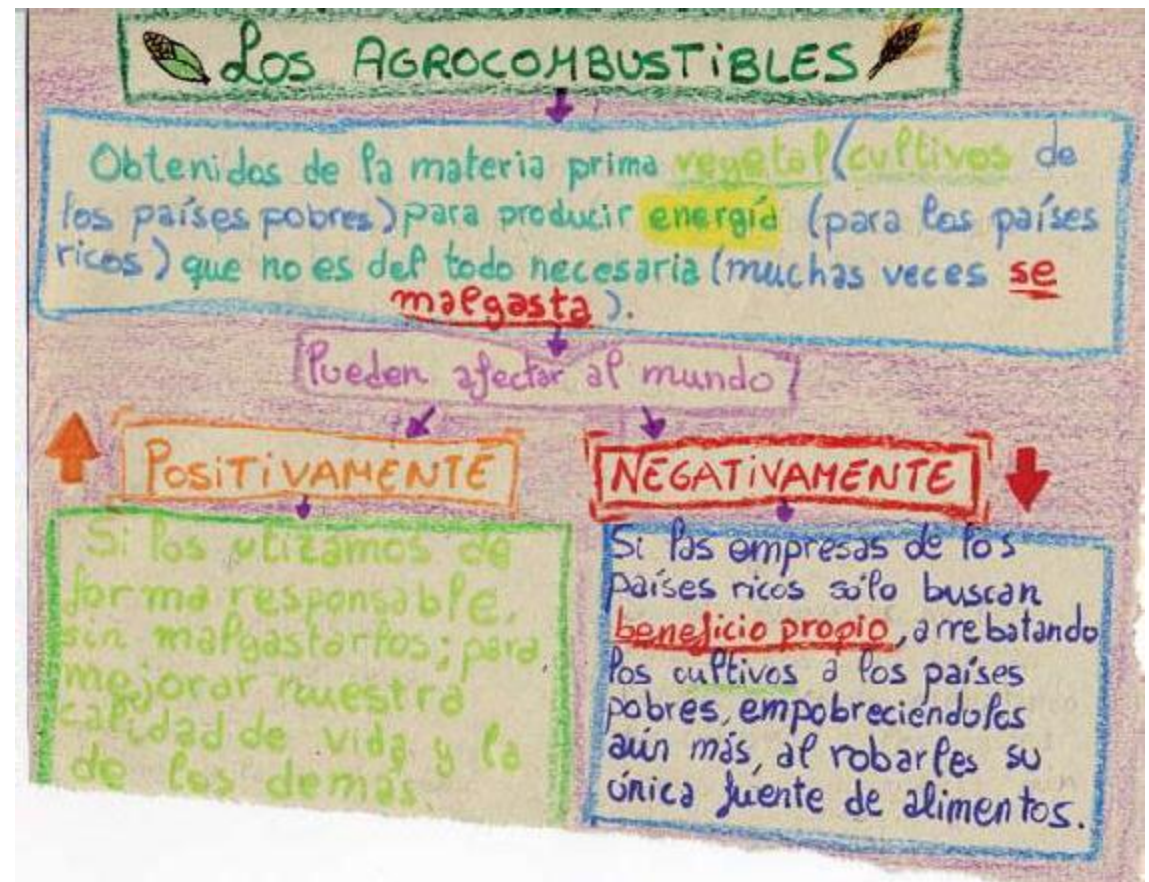 Los AGROCOMBUSTIBLES
Obtenidos de la materia prima vegetal (cultivos de
los países pobres) para producir energía (para los países
ricos) que no es del todo necesaria (muchas veces se
malgasta).
Pueden afectar al mundo
POSITIVAMENTE
NEGATIVAMENTE
Si los utizamos de
forma responsable,
sin malgastarlos; para
mejorar nuestra
calidad de vida y la
de los demás.
Si las empresas de los
países ricos sólo buscan
beneficio propio, arrebatando
los cultivos a los países
pobres, empobreciéndolos
aún más, al robarles su
única fuente de alimentos.